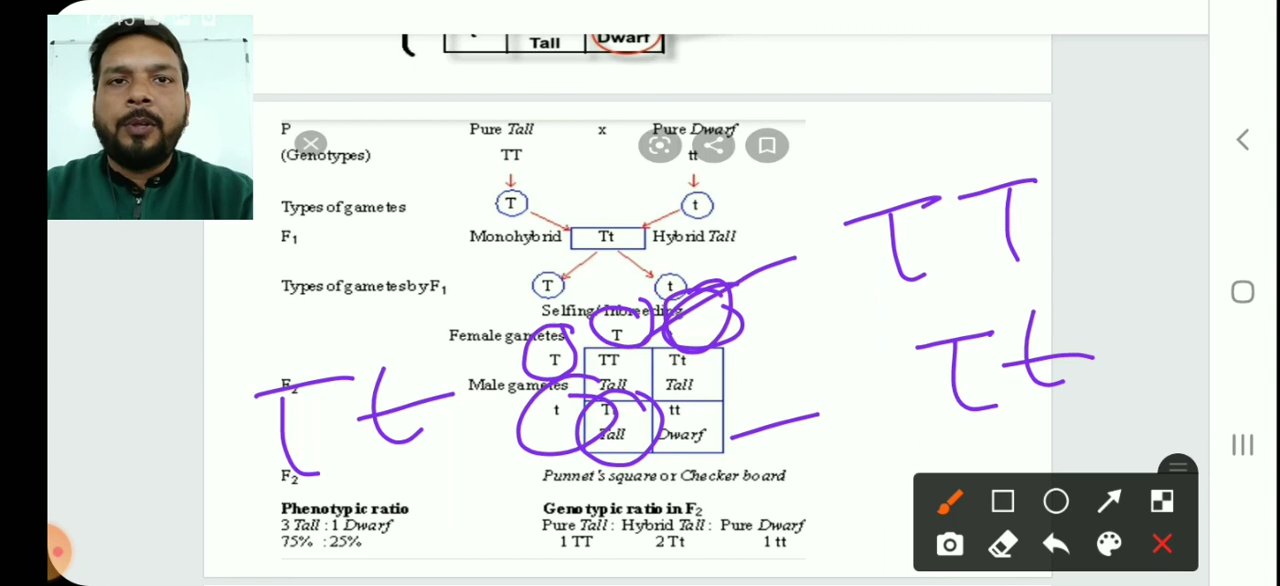 Tall
Dwarf
P Pure Tall x Pure Dwarf
(Genotypes) TT tt
Types of gametes T t
F1 Monohybrid Tt Hybrid Tall
Types of gametes by F1 T t
Selfing/Inbreeding
Female gametes T
T TT Tt
F2 Male gametes Tall Tall
t T tt
Tall Dwarf
F2 Punnet's square or Checker board
Phenotypic ratio Genotypic ratio in F2
3 Tall : 1 Dwarf Pure Tall : Hybrid Tall : Pure Dwarf
75% : 25% 1 TT 2 Tt 1 tt
TT
Tt
Tt